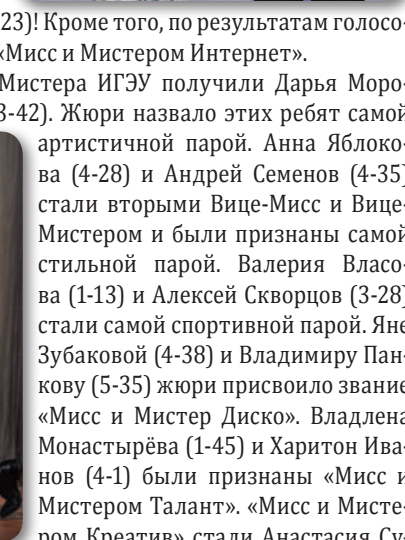 23)! Кроме того, по результатам голосо-
«Мисс и Мистером Интернет».
Мистера ИГЭУ получили Дарья Моро-
3-42). Жюри назвало этих ребят самой
артистичной парой. Анна Яблоко-
ва (4-28) и Андрей Семенов (4-35)
стали вторыми Вице-Мисс и Вице-
Мистером и были признаны самой
стильной парой. Валерия Власо-
ва (1-13) и Алексей Скворцов (3-28)
стали самой спортивной парой. Яне
Зубаковой (4-38) и Владимиру Пан-
кову (5-35) жюри присвоило звание
«Мисс и Мистер Диско». Владлена
Монастырёва (1-45) и Харитон Ива-
нов (4-1) были признаны «Мисс и
Мистером Талант». «Мисс и Мисте-
ром Креатив» стали Анастасия Су-